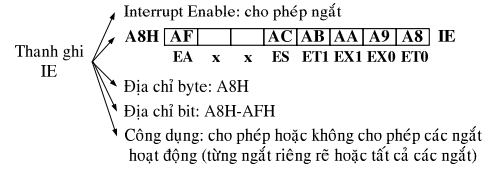 Interrupt Enable: cho phép ngắt
A8H AF AC AB AA A9 A8 IE
EA x x ES ET1 EX1 EX0 ET0
Thanh ghi
IE
Địa chỉ byte: A8H
Địa chỉ bit: A8H-AFH
Công dụng: cho phép hoặc không cho phép các ngắt
hoạt động (từng ngắt riêng rẽ hoặc tất cả các ngắt)